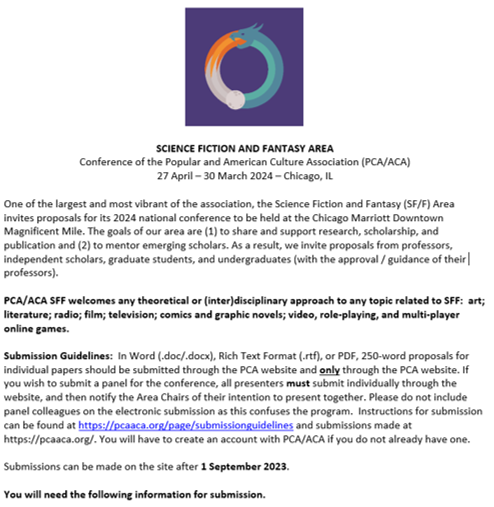 SCIENCE FICTION AND FANTASY AREA
Conference of the Popular and American Culture Association (PCA/ACA)
27 April – 30 March 2024 – Chicago, IL
One of the largest and most vibrant of the association, the Science Fiction and Fantasy (SF/F) Area
invites proposals for its 2024 national conference to be held at the Chicago Marriott Downtown
Magnificent Mile. The goals of our area are (1) to share and support research, scholarship, and
publication and (2) to mentor emerging scholars. As a result, we invite proposals from professors,
independent scholars, graduate students, and undergraduates (with the approval / guidance of their
professors).
PCA/ACA SFF welcomes any theoretical or (inter)disciplinary approach to any topic related to SFF: art;
literature; radio; film; television; comics and graphic novels; video, role-playing, and multi-player
online games.
Submission Guidelines: In Word (.doc/.docx), Rich Text Format (.rtf), or PDF, 250-word proposals for
individual papers should be submitted through the PCA website and only through the PCA website. If
you wish to submit a panel for the conference, all presenters must submit individually through the
website, and then notify the Area Chairs of their intention to present together. Please do not include
panel colleagues on the electronic submission as this confuses the program. Instructions for submission
can be found at https://pcaaca.org/page/submissionguidelines and submissions made at
https://pcaaca.org/. You will have to create an account with PCA/ACA if you do not already have one.
Submissions can be made on the site after 1 September 2023.
You will need the following information for submission.